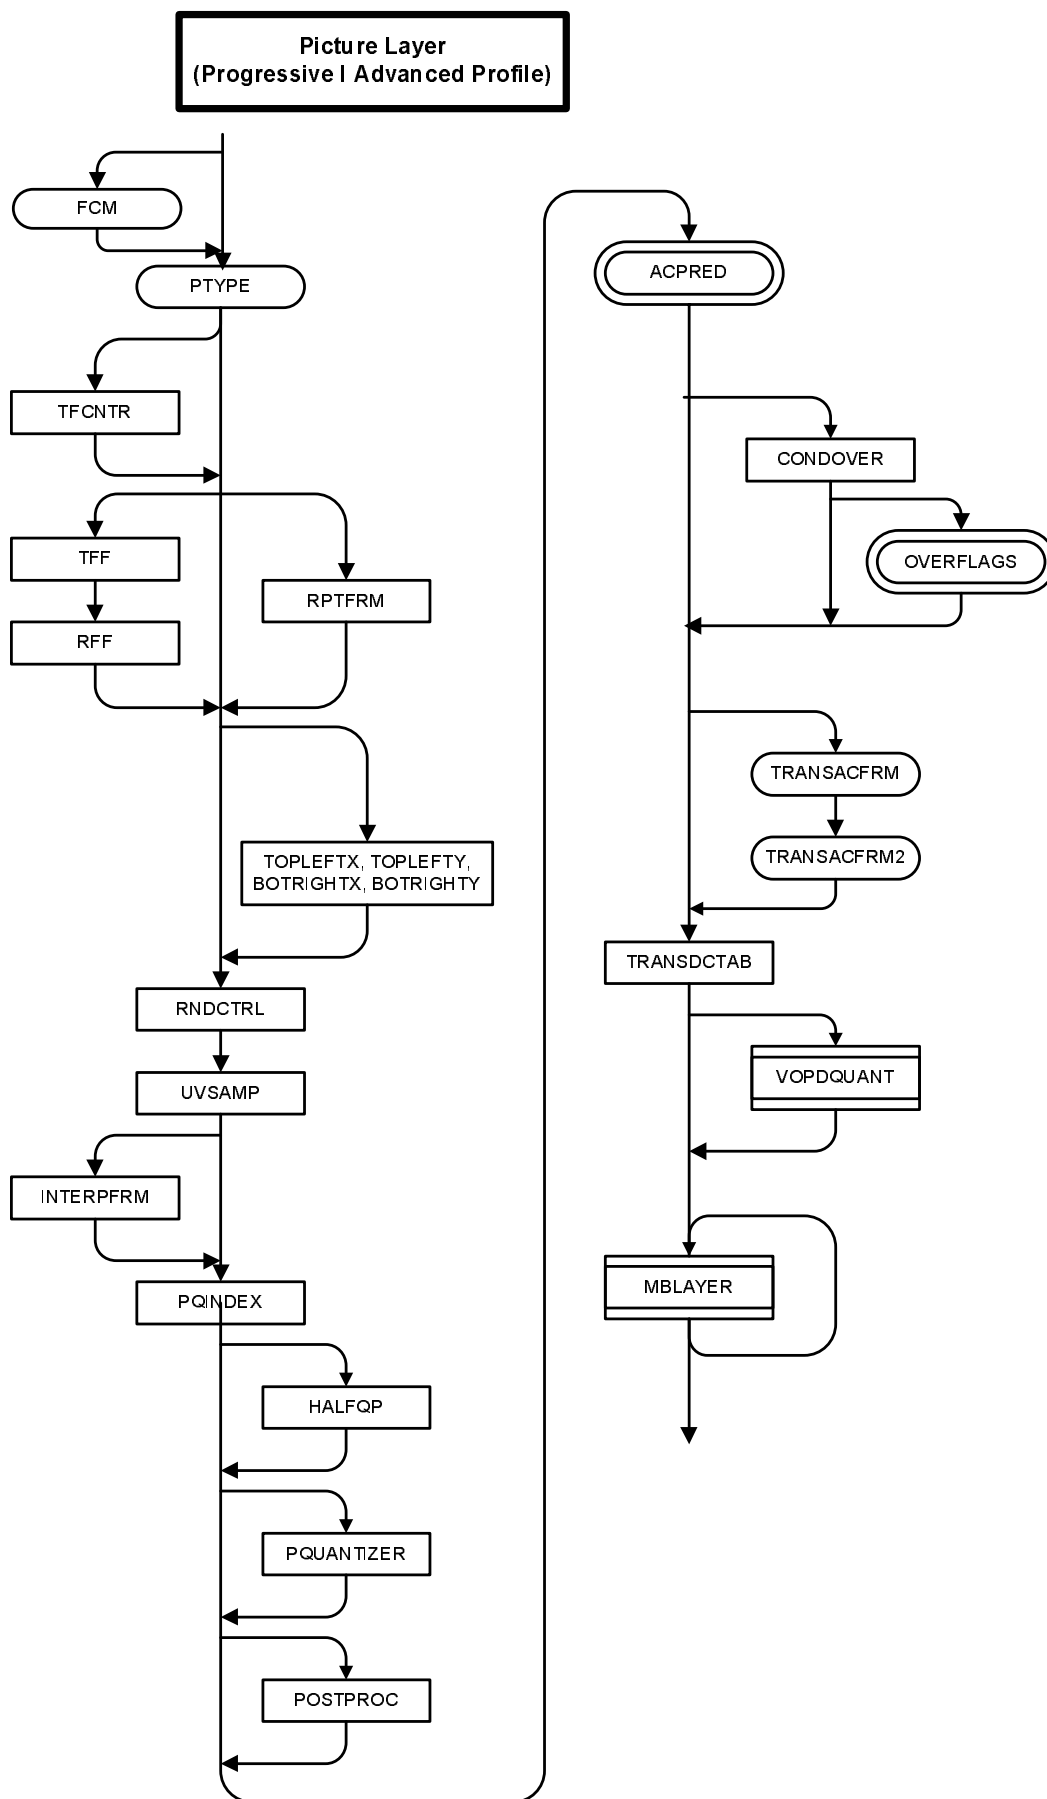 Picture Layer
(Progressive I Advanced Profile)
FCM
PTYPE
TFCNTR
TFF
RPTFRM
RFF
TOPLEFTX, TOPLEFTY,
BOTRIGHTX, BOTRIGHTY
RNDCTRL
UVSAMP
INTERPFRM
PQINDEX
HALFQP
PQUANTIZER
POSTPROC
ACPRED
CONDOVER
OVERFLAGS
TRANSACFRM
TRANSACFRM2
TRANSDCTAB
VOPDQUANT
MBLAYER